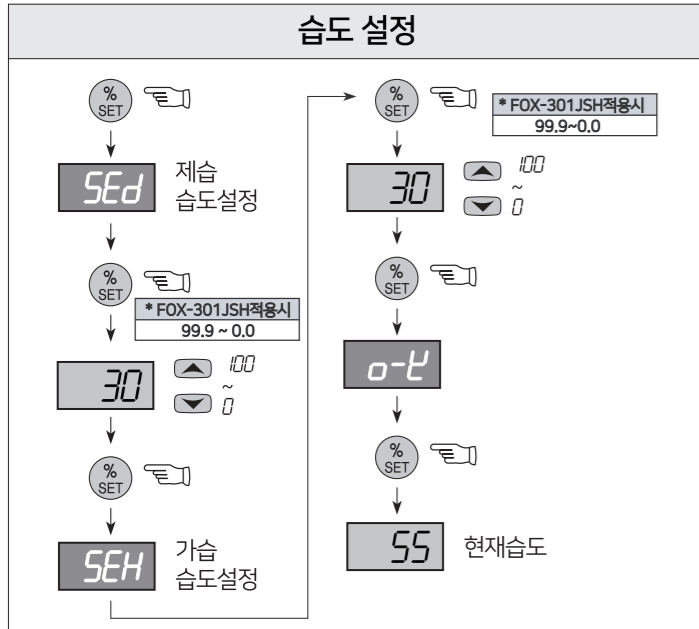 습도 설정
%
SET
SEd
제습
습도설정
%
SET
* FOX-301JSH적용시
99.9 ~ 0.0
30
100
~
0
%
SET
SEH
가습
습도설정
%
SET
* FOX-301JSH적용시
99.9~0.0
30
100
~
0
%
SET
o-t
%
SET
55
현재습도